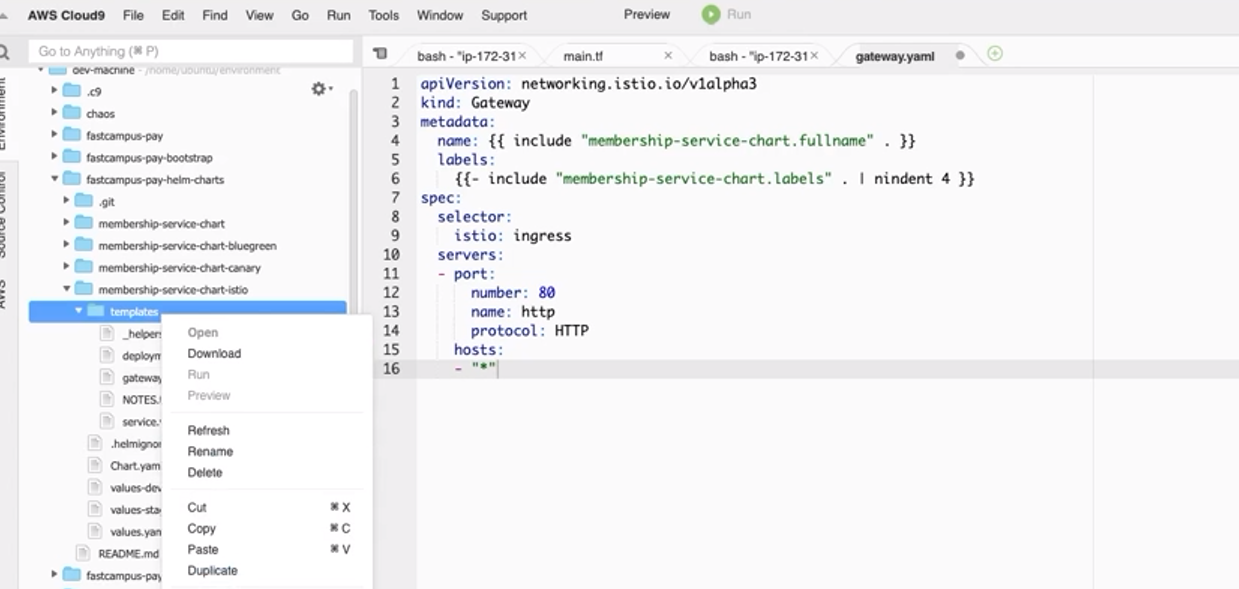 AWS Cloud9 File Edit Find View Go Run Tools Window Support Preview Run
Go to Anything (⌘ P)
bash - "ip-172-31 × main.tf × bash - "ip-172-31 × gateway.yaml
dev-machine - /home/ubuntu/environment
.c9
chaos
fastcampus-pay
fastcampus-pay-bootstrap
fastcampus-pay-helm-charts
.git
membership-service-chart
membership-service-chart-bluegreen
membership-service-chart-canary
membership-service-chart-istio
templates
_helpers
deploym
gateway
NOTES.
service.
.helmignor
Chart.yam
values-dev
values-sta
values.yam
README.md
fastcampus-pay
Environment
Source Control
AWS
Open
Download
Run
Preview
Refresh
Rename
Delete
Cut ⌘ X
Copy ⌘ C
Paste ⌘ V
Duplicate
1 apiVersion: networking.istio.io/v1alpha3
2 kind: Gateway
3 metadata:
4 name: {{ include "membership-service-chart.fullname" . }}
5 labels:
6 {{- include "membership-service-chart.labels" . | nindent 4 }}
7 spec:
8 selector:
9 istio: ingress
10 servers:
11 - port:
12 number: 80
13 name: http
14 protocol: HTTP
15 hosts:
16 - "*"